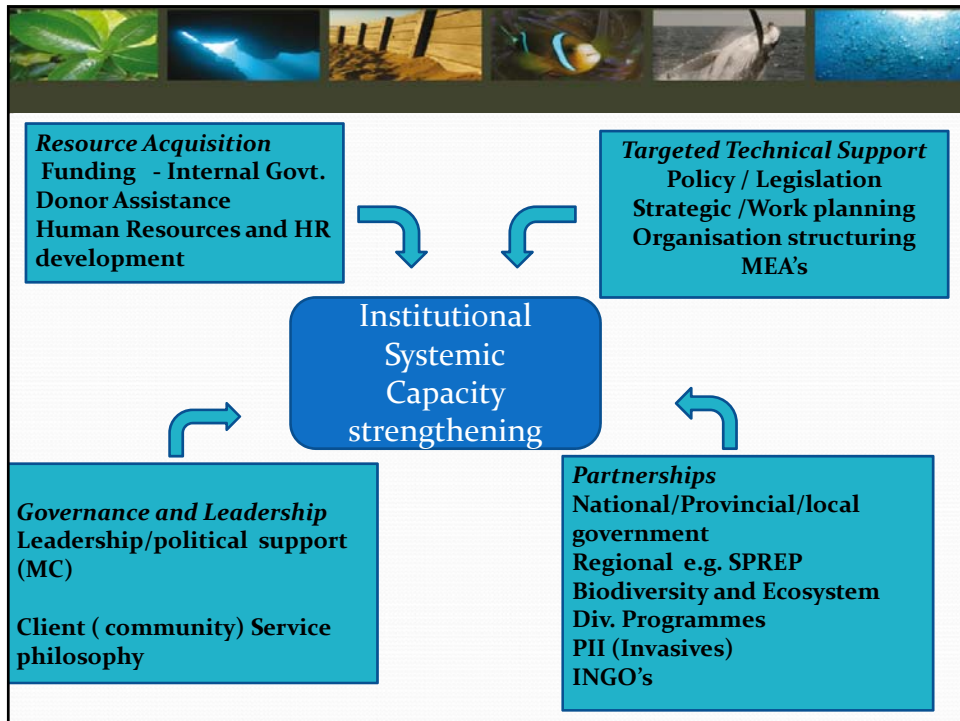 Resource Acquisition
Funding - Internal Govt.
Donor Assistance
Human Resources and HR
development
Targeted Technical Support
Policy / Legislation
Strategic /Work planning
Organisation structuring
MEA's
Institutional
Systemic
Capacity
strengthening
Governance and Leadership
Leadership/political support
(MC)
Client ( community) Service
philosophy
Partnerships
National/Provincial/local
government
Regional e.g. SPREP
Biodiversity and Ecosystem
Div. Programmes
PII (Invasives)
INGO's